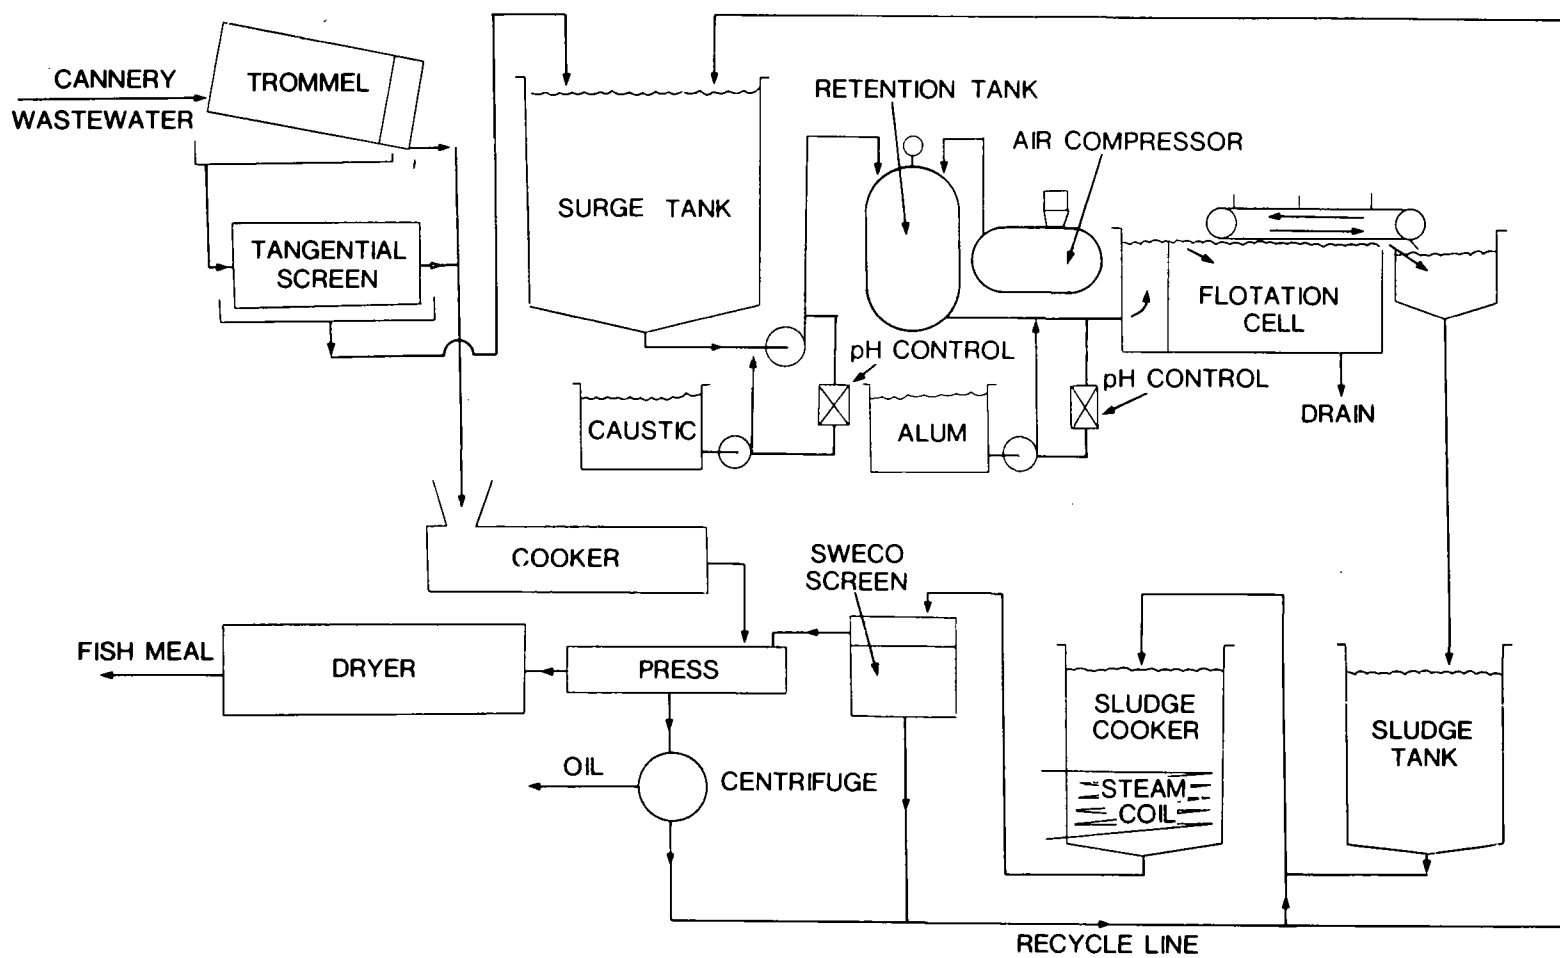 CANNERY
WASTEWATER
TROMMEL
TANGENTIAL
SCREEN
SURGE TANK
RETENTION TANK
AIR COMPRESSOR
FLOTATION
CELL
pH CONTROL
pH CONTROL
DRAIN
CAUSTIC
ALUM
COOKER
SWECO
SCREEN
FISH MEAL
DRYER
PRESS
SLUDGE
COOKER
STEAM
COIL
SLUDGE
TANK
OIL
CENTRIFUGE
RECYCLE LINE